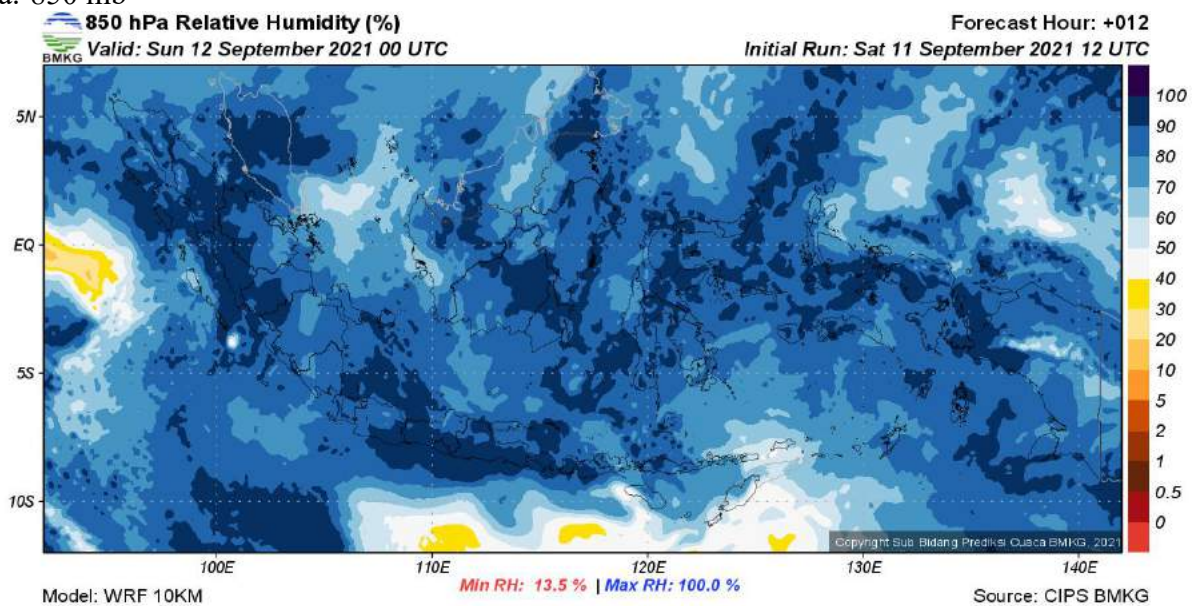 a. 850 mb
850 hPa Relative Humidity (%)
Forecast Hour: +012
BMKG
Valid: Sun 12 September 2021 00 UTC
Initial Run: Sat 11 September 2021 12 UTC
5N
EQ
5S
10S
100
90
80
70
60
50
40
30
20
10
5
2
1
0.5
0
Copyright Sub Bidang Prediksi Cuaca BMKG, 2021
100E
110E
120E
130E
140E
Model: WRF 10KM
Min RH: 13.5 % | Max RH: 100.0 %
Source: CIPS BMKG